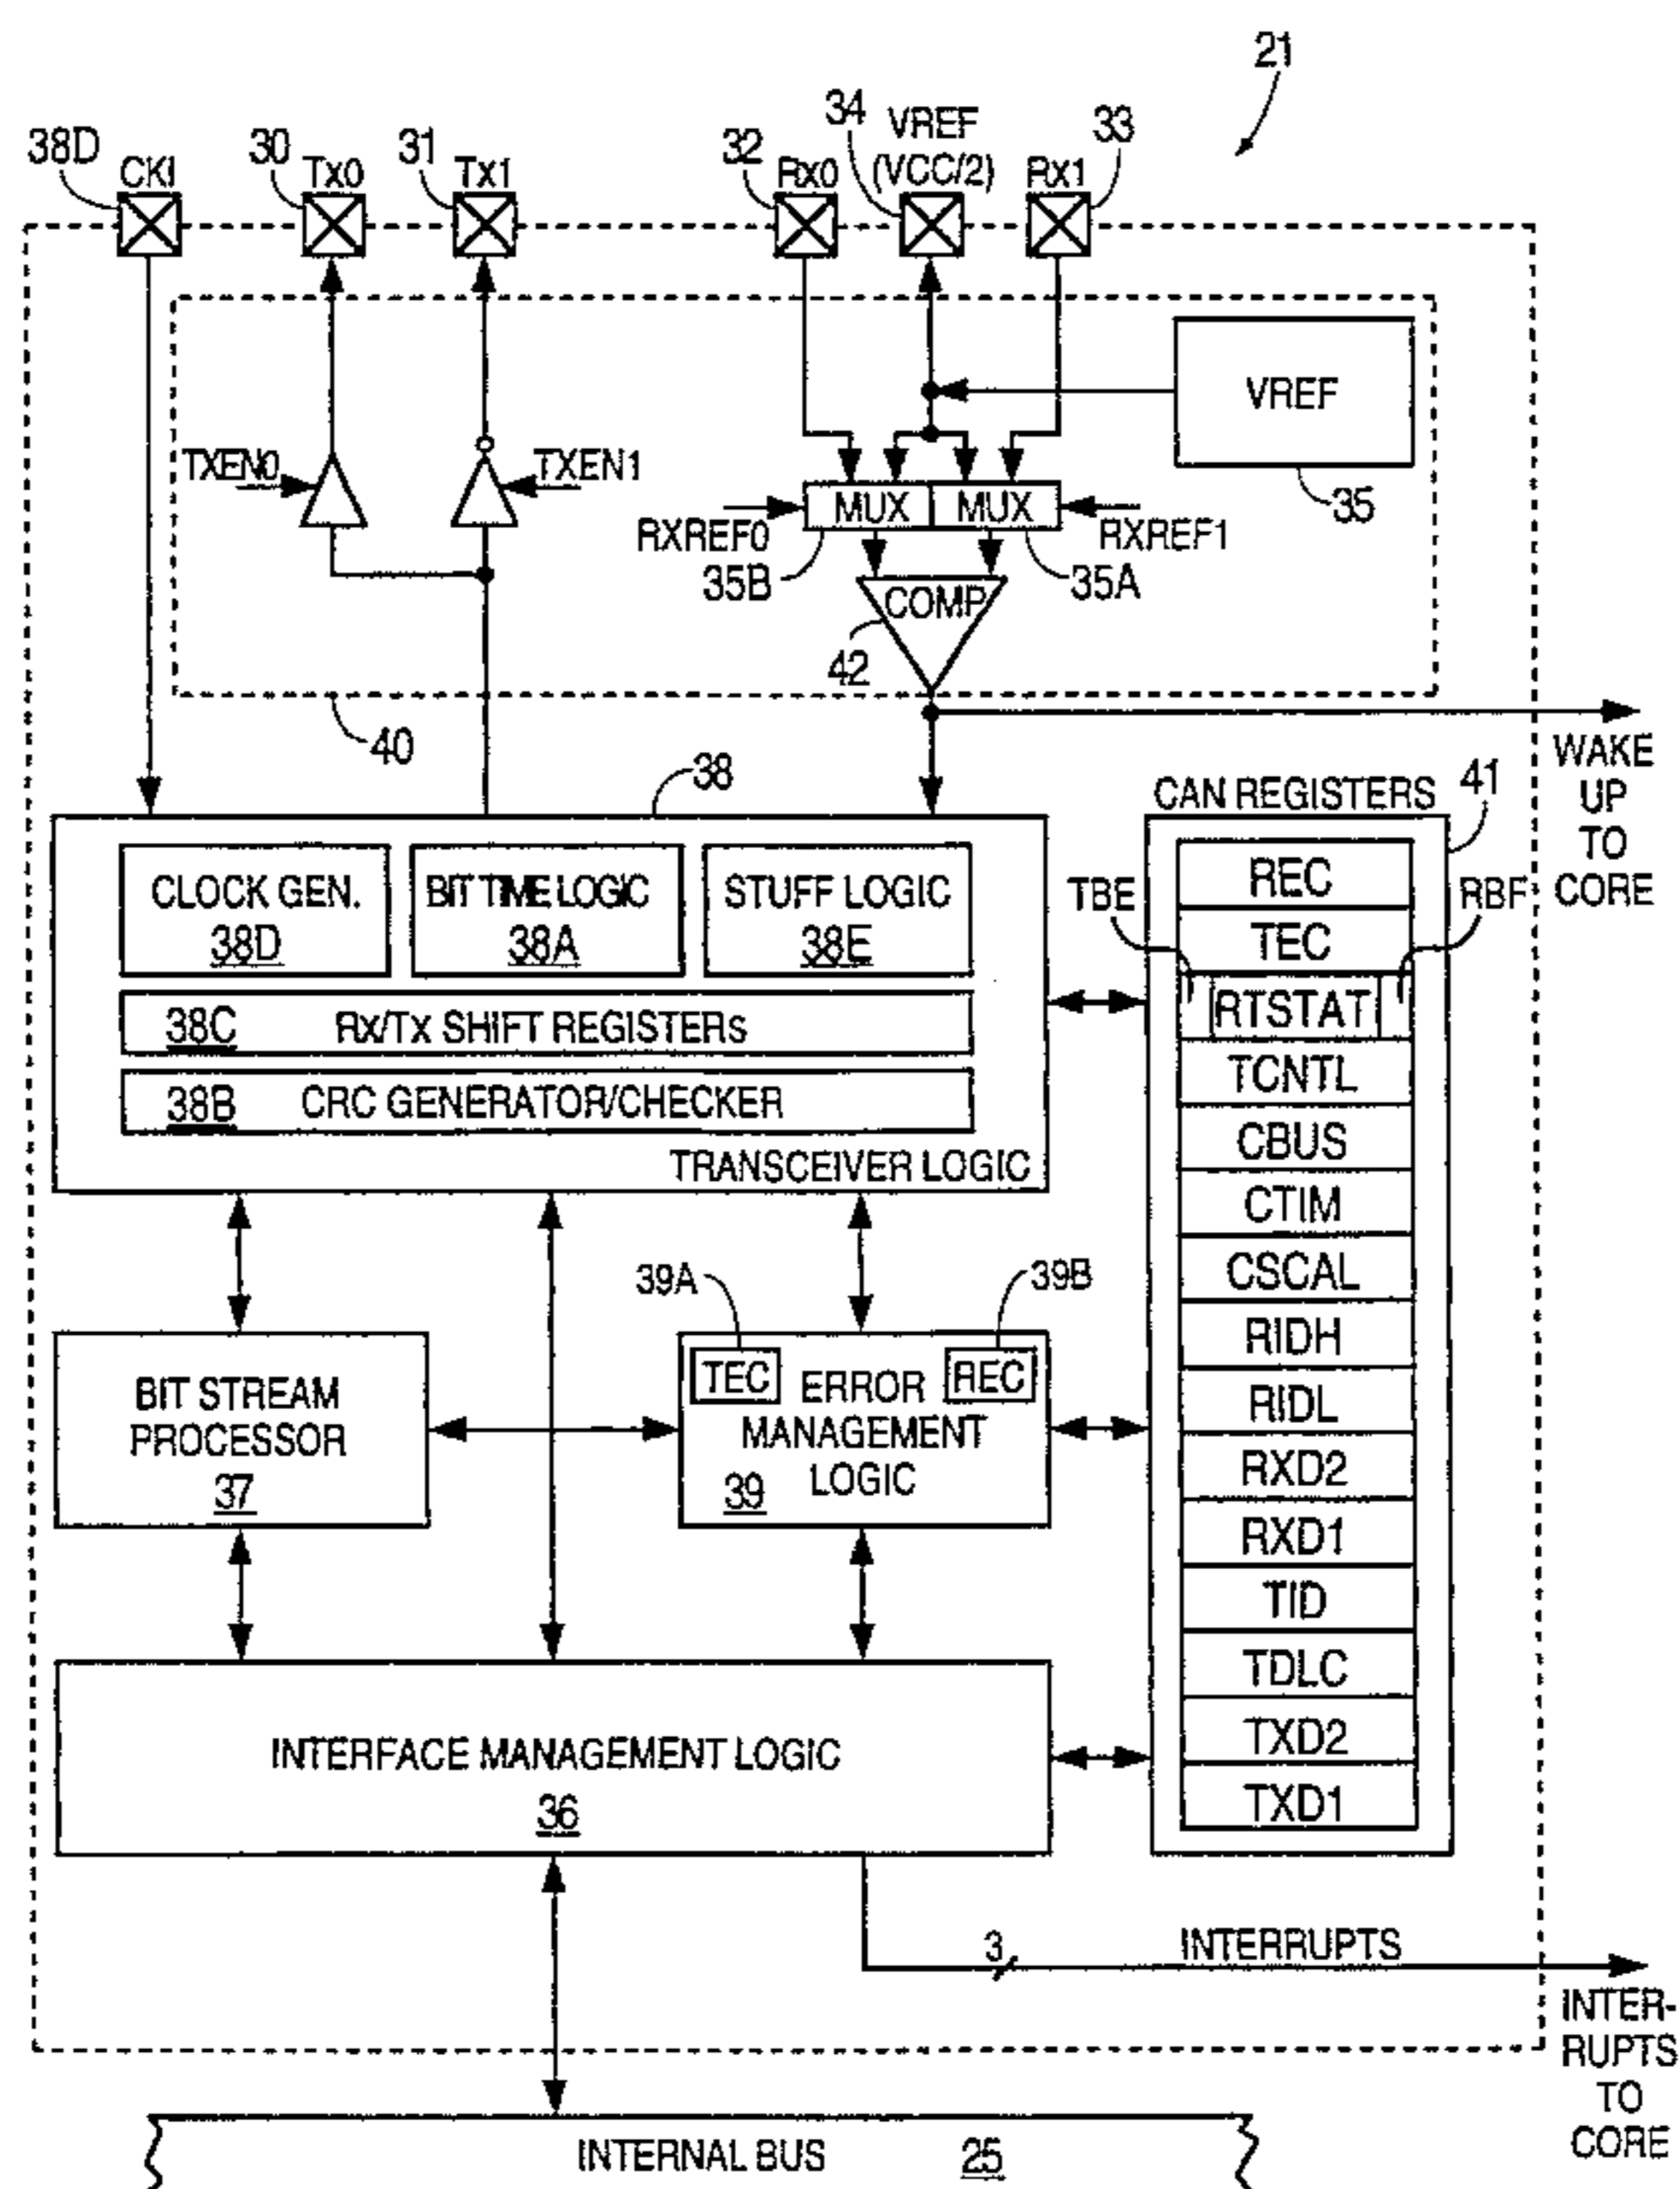 21
38D CKI
30 Tx0
31 Tx1
32 Rx0
34 VREF
(VCC/2)
Rx1 33
VREF
35
TXEN0
TXEN1
MUX MUX
RXREF0
RXREF1
35B
35A
COMP
42
40
WAKE
UP
TO
CORE
38
CLOCK GEN.
38D
BIT TIME LOGIC
38A
STUFF LOGIC
38E
38C Rx/Tx SHIFT REGISTERs
38B CRC GENERATOR/CHECKER
TRANSCEIVER LOGIC
CAN REGISTERS 41
TBE
RBF
REC
TEC
RTSTAT
TCNTL
CBUS
CTIM
CSCAL
RIDH
RIDL
RXD2
RXD1
TID
TDLC
TXD2
TXD1
BIT STREAM
PROCESSOR
37
39A
39B
TEC
REC
ERROR
MANAGEMENT
LOGIC
39
INTERFACE MANAGEMENT LOGIC
36
3
INTERRUPTS
INTER-
RUPTS
TO
CORE
INTERNAL BUS 25